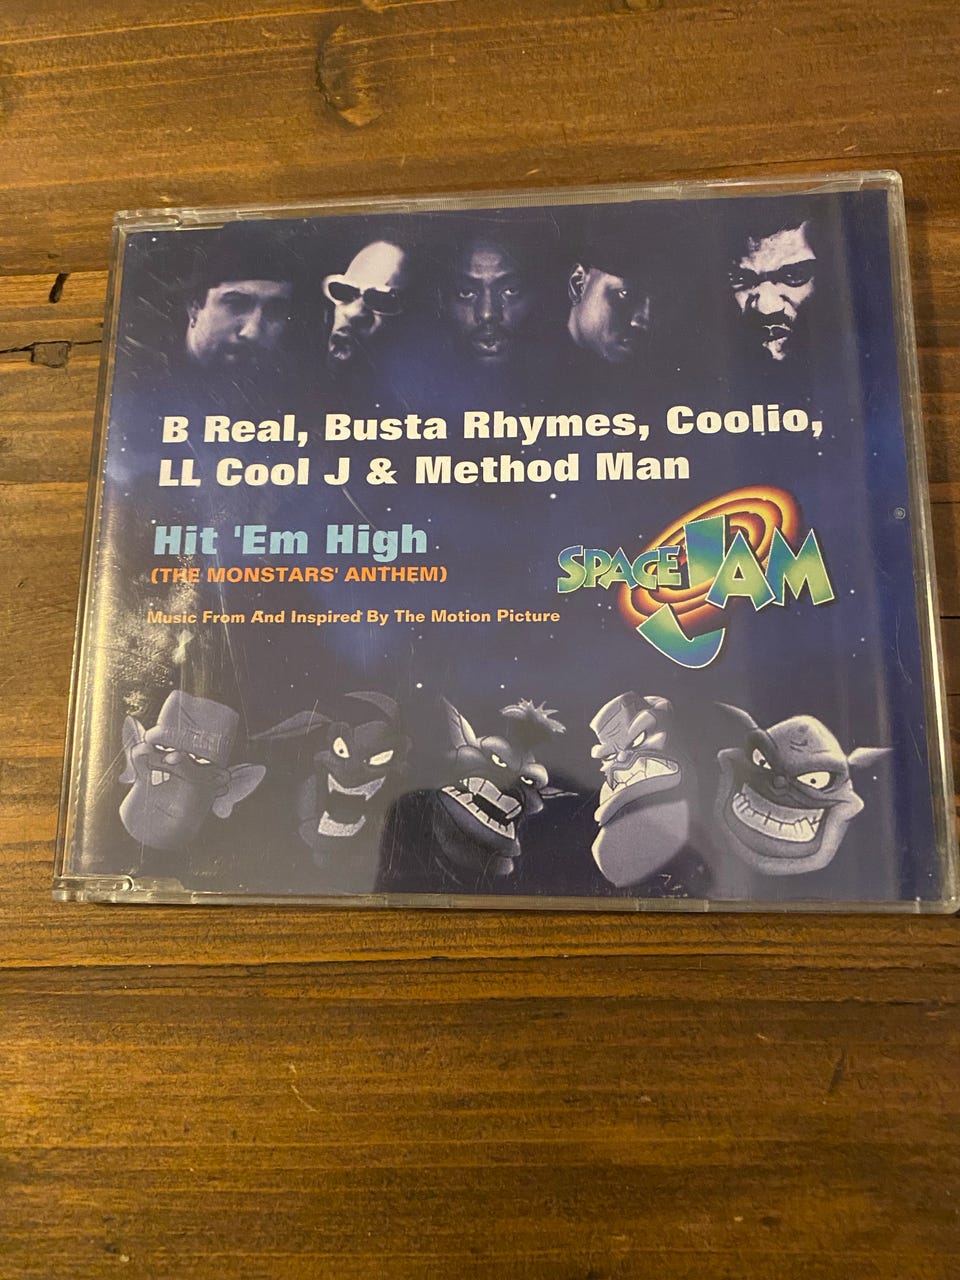 B Real, Busta Rhymes, Coolio,
LL Cool J & Method Man
Hit 'Em High
(THE MONSTARS' ANTHEM)
SPACE JAM
Music From And Inspired By The Motion Picture